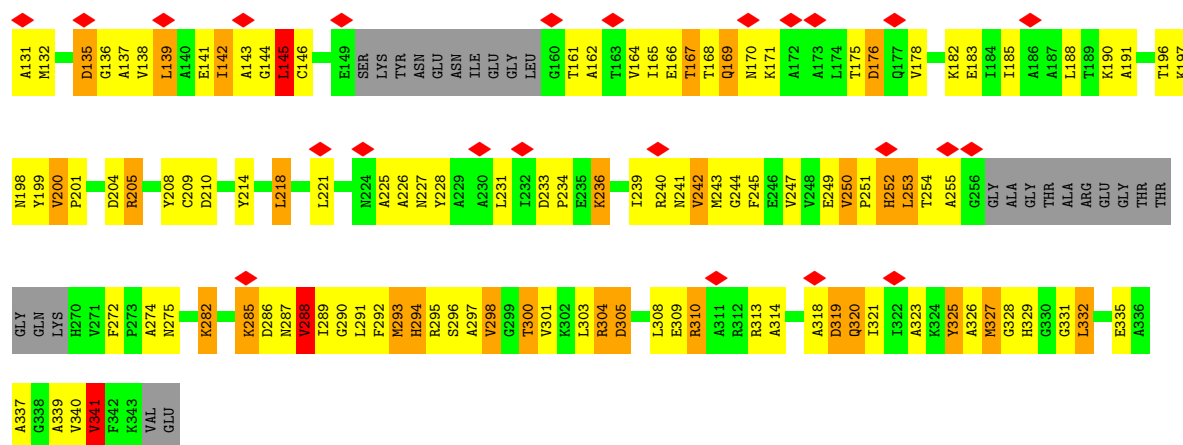 A131 M132 D135 G136 A137 V138 L139 A140 E141 I142 A143 G144 L145 C146 E149 SER LYS TYR ASN GLU ASN ILE GLU GLY LEU G160 T161 A162 T163 V164 I165 E166 T167 T168 Q169 N170 K171 A172 A173 L174 T175 D176 Q177 V178 K182 E183 I184 I185 A186 A187 L188 T189 K190 A191 T196 K197
N198 Y199 V200 P201 D204 R205 Y208 C209 D210 Y214 L218 L221 N224 A225 A226 N227 Y228 A229 A230 L231 I232 D233 P234 E235 K236 I239 R240 N241 V242 M243 G244 F245 E246 V247 V248 E249 V250 P251 H252 L253 T254 A255 G256 GLY ALA GLY THR ALA ARG GLU GLY THR THR
GLY GLN LYS H270 V271 F272 P273 A274 N275 K282 K285 D286 N287 V288 I289 G290 L291 F292 M293 H294 R295 S296 A297 V298 G299 T300 V301 K302 L303 R304 D305 L308 E309 R310 A311 R312 R313 A314 A318 D319 Q320 I321 I322 A323 K324 Y325 A326 M327 G328 H329 G330 G331 L332 E335 A336
A337 G338 A339 V340 V341 F342 K343 VAL GLU